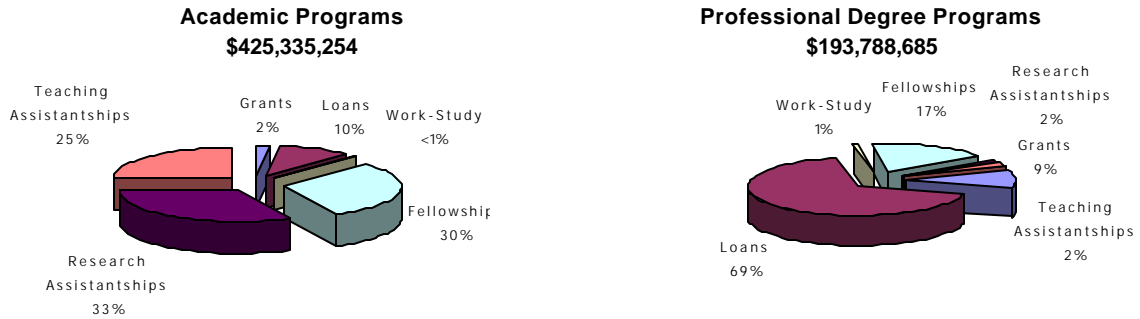 Academic Programs
$425,335,254
Teaching
Assistantships
25%
Grants
2%
Loans
10%
Work-Study
<1%
Fellowship
30%
Research
Assistantships
33%
Professional Degree Programs
$193,788,685
Work-Study
1%
Fellowships
17%
Research
Assistantships
2%
Grants
9%
Teaching
Assistantships
2%
Loans
69%